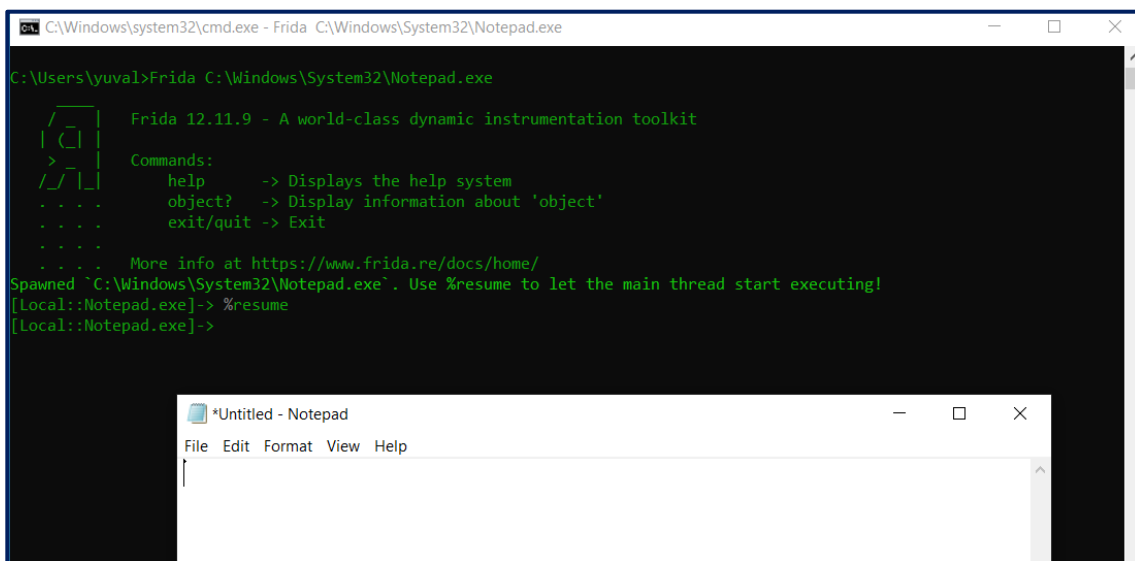 C:\Windows\system32\cmd.exe - Frida  C:\Windows\System32\Notepad.exe
C:\Users\yuval>Frida C:\Windows\System32\Notepad.exe
     ____
    / _  |   Frida 12.11.9 - A world-class dynamic instrumentation toolkit
   | (_| |
    > _  |   Commands:
   /_/ |_|       help      -> Displays the help system
   . . . .       object?   -> Display information about 'object'
   . . . .       exit/quit -> Exit
   . . . .
   . . . .   More info at https://www.frida.re/docs/home/
Spawned `C:\Windows\System32\Notepad.exe`. Use %resume to let the main thread start executing!
[Local::Notepad.exe]-> %resume
[Local::Notepad.exe]->
*Untitled - Notepad
File Edit Format View Help